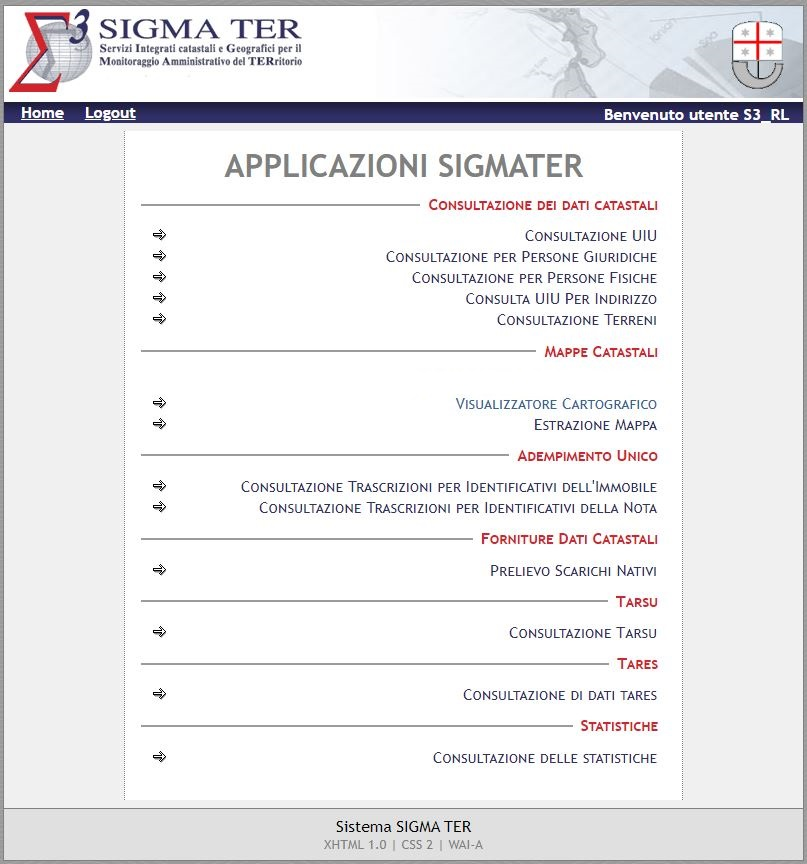 3 SIGMA TER
Servizi Integrati catastali e Geografici per il
Monitoraggio Amministrativo del TERritorio
Home Logout Benvenuto utente S3_RL
APPLICAZIONI SIGMATER
Consultazione dei dati catastali
Consultazione UIU
Consultazione per Persone Giuridiche
Consultazione per Persone Fisiche
Consulta UIU Per Indirizzo
Consultazione Terreni
Mappe Catastali
Visualizzatore Cartografico
Estrazione Mappa
Adempimento Unico
Consultazione Trascrizioni per Identificativi dell'Immobile
Consultazione Trascrizioni per Identificativi della Nota
Forniture Dati Catastali
Prelievo Scarichi Nativi
Tarsu
Consultazione Tarsu
Tares
Consultazione di dati tares
Statistiche
Consultazione delle statistiche
Sistema SIGMA TER
XHTML 1.0 | CSS 2 | WAI-A